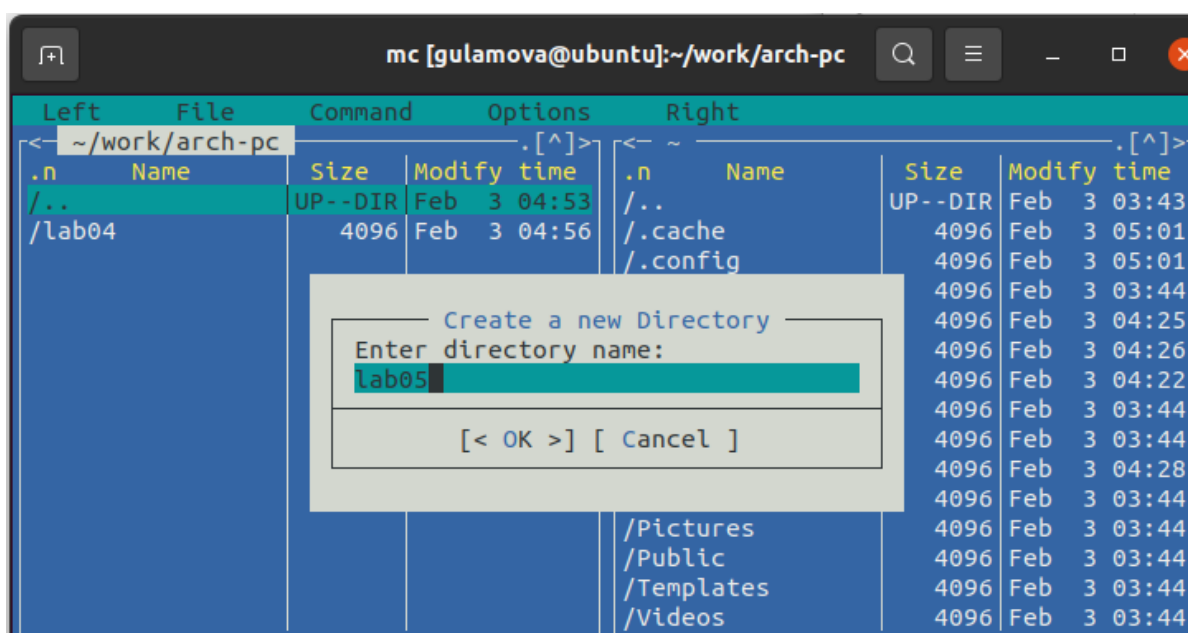 mc [gulamova@ubuntu]:~/work/arch-pc
Left File Command Options Right
<─ ~/work/arch-pc ─.[^]>┐┌<─ ~ ─.[^]>
.n Name Size Modify time .n Name Size Modify time
/.. UP--DIR Feb 3 04:53 /.. UP--DIR Feb 3 03:43
/lab04 4096 Feb 3 04:56 /.cache 4096 Feb 3 05:01
/.config 4096 Feb 3 05:01
4096 Feb 3 03:44
Create a new Directory 4096 Feb 3 04:25
Enter directory name: 4096 Feb 3 04:26
lab05 4096 Feb 3 04:22
4096 Feb 3 03:44
[< OK >] [ Cancel ] 4096 Feb 3 03:44
4096 Feb 3 04:28
4096 Feb 3 03:44
/Pictures 4096 Feb 3 03:44
/Public 4096 Feb 3 03:44
/Templates 4096 Feb 3 03:44
/Videos 4096 Feb 3 03:44